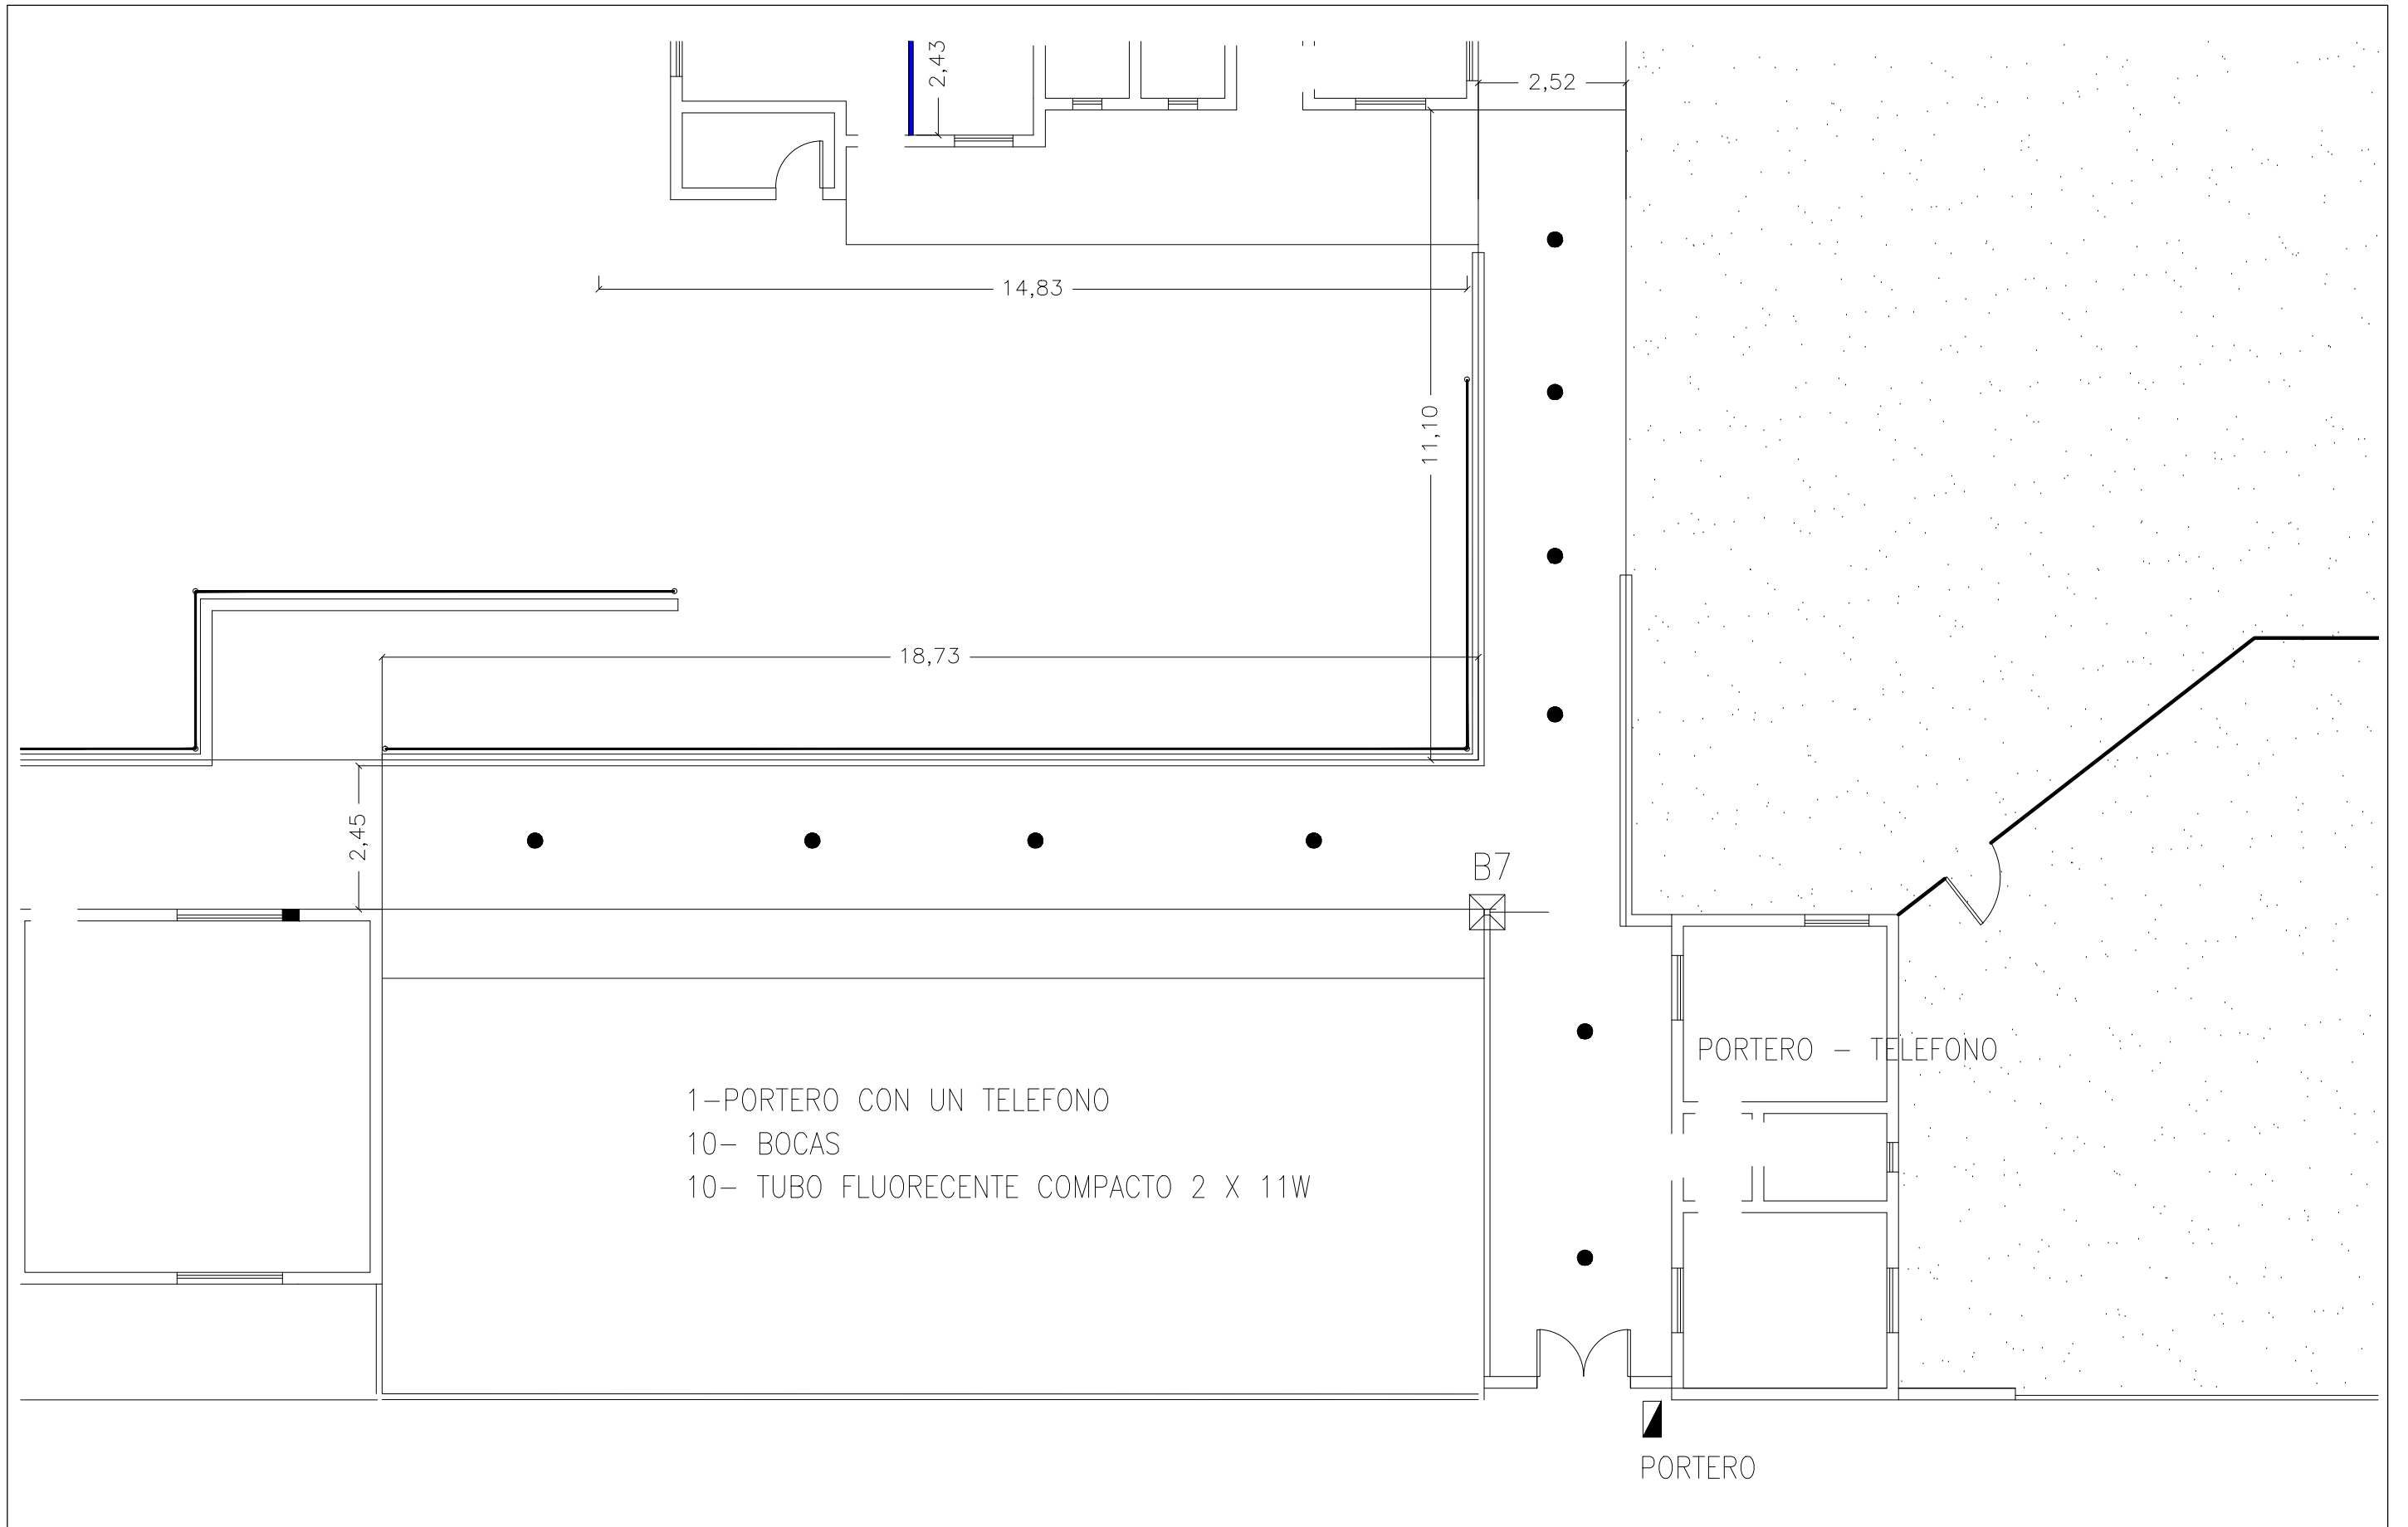 2,43
2,52
14,83
11,10
18,73
2,45
B7
PORTERO - TELEFONO
1-PORTERO CON UN TELEFONO
10- BOCAS
10- TUBO FLUORECENTE COMPACTO 2 X 11W
PORTERO